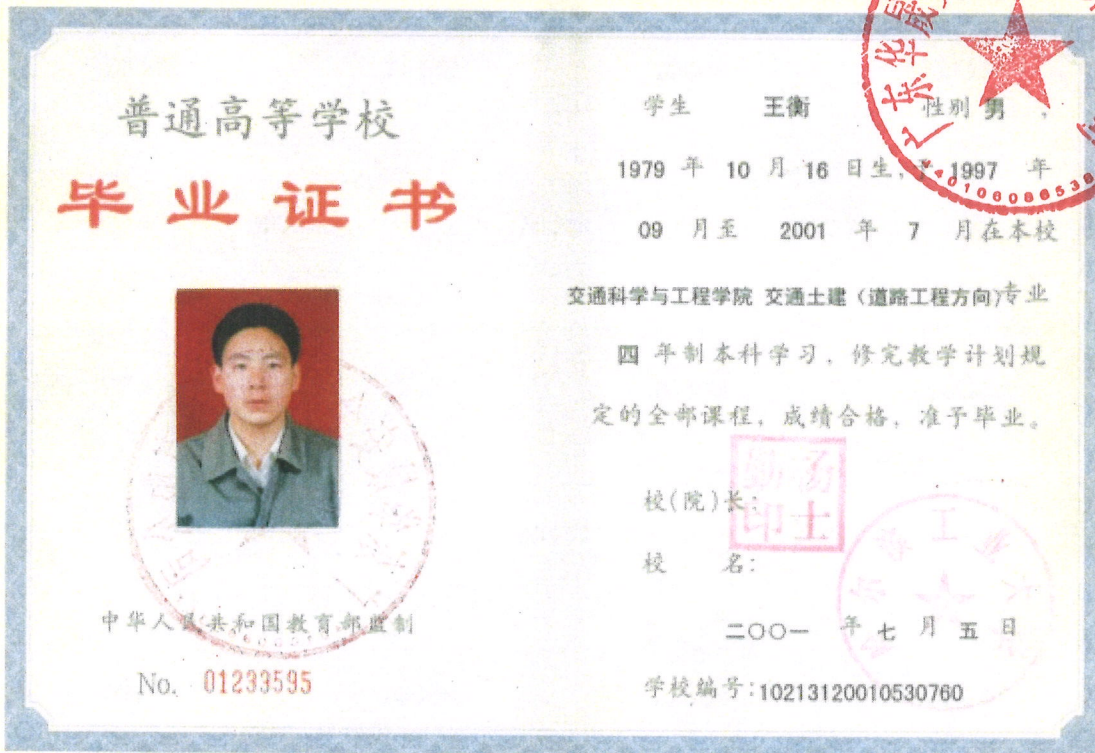 普通高等学校
毕业证书
中华人民共和国教育部监制
No. 01233595
学生 王衡 性别 男，
1979 年 10 月 16 日生，于 1997 年
09 月至 2001 年 7 月在本校
交通科学与工程学院 交通土建（道路工程方向）专业
四 年制本科学习，修完教学计划规
定的全部课程，成绩合格，准予毕业。
校(院)长：
校 名：
二〇〇一 年 七 月 五 日
学校编号：10213120010530760